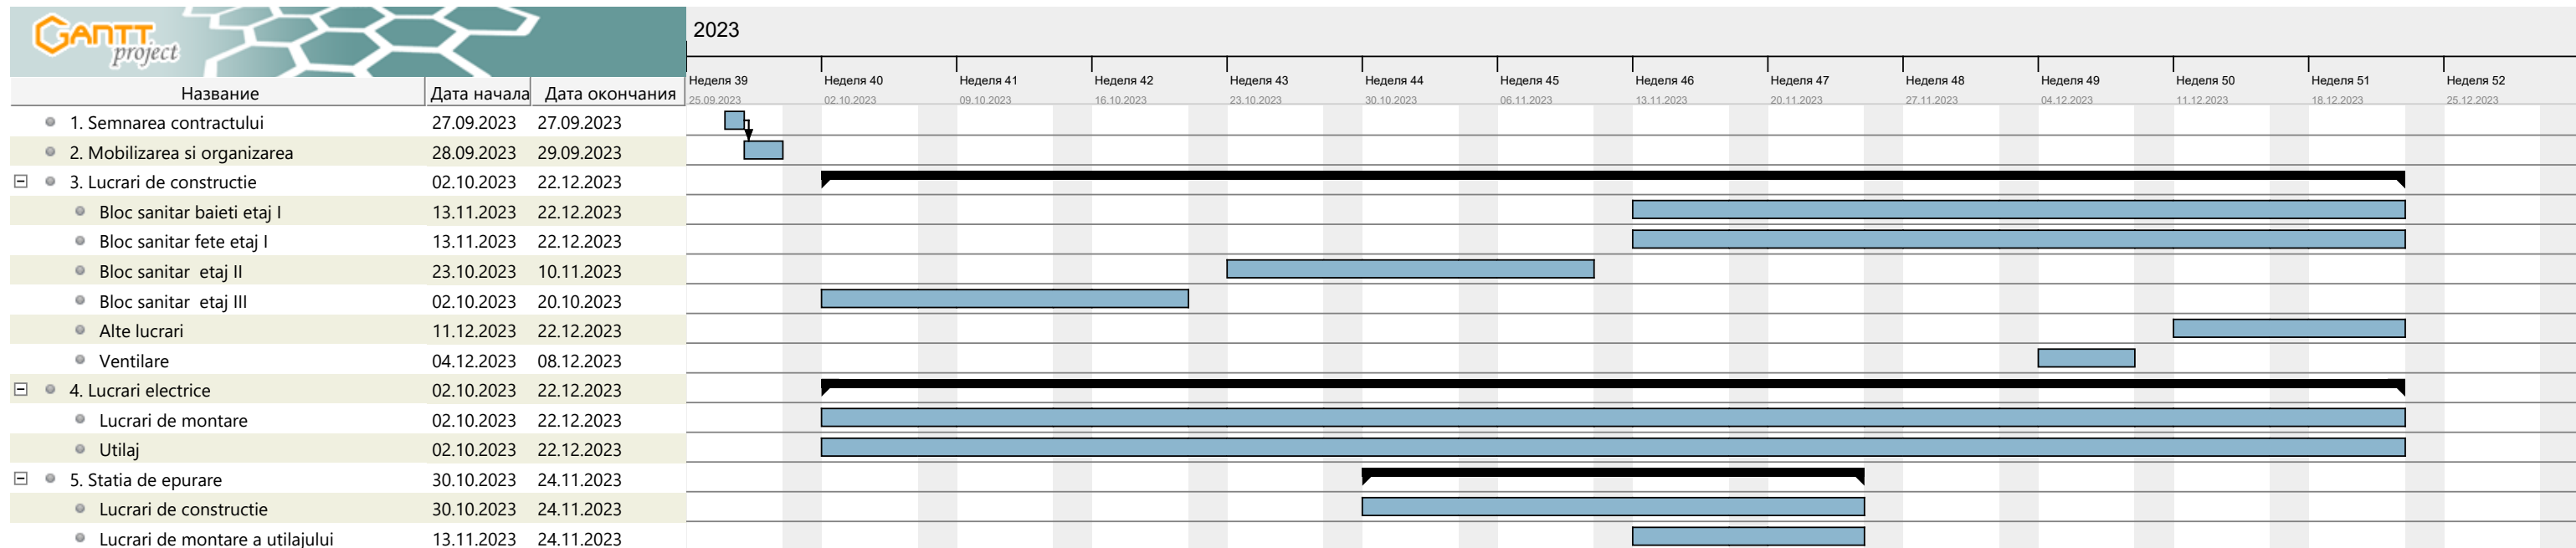 GANTT
project
2023
Неделя 39 Неделя 40 Неделя 41 Неделя 42 Неделя 43 Неделя 44 Неделя 45 Неделя 46 Неделя 47 Неделя 48 Неделя 49 Неделя 50 Неделя 51 Неделя 52
Название Дата начала Дата окончания 25.09.2023 02.10.2023 09.10.2023 16.10.2023 23.10.2023 30.10.2023 06.11.2023 13.11.2023 20.11.2023 27.11.2023 04.12.2023 11.12.2023 18.12.2023 25.12.2023
1. Semnarea contractului 27.09.2023 27.09.2023
2. Mobilizarea si organizarea 28.09.2023 29.09.2023
3. Lucrari de constructie 02.10.2023 22.12.2023
Bloc sanitar baieti etaj I 13.11.2023 22.12.2023
Bloc sanitar fete etaj I 13.11.2023 22.12.2023
Bloc sanitar etaj II 23.10.2023 10.11.2023
Bloc sanitar etaj III 02.10.2023 20.10.2023
Alte lucrari 11.12.2023 22.12.2023
Ventilare 04.12.2023 08.12.2023
4. Lucrari electrice 02.10.2023 22.12.2023
Lucrari de montare 02.10.2023 22.12.2023
Utilaj 02.10.2023 22.12.2023
5. Statia de epurare 30.10.2023 24.11.2023
Lucrari de constructie 30.10.2023 24.11.2023
Lucrari de montare a utilajului 13.11.2023 24.11.2023